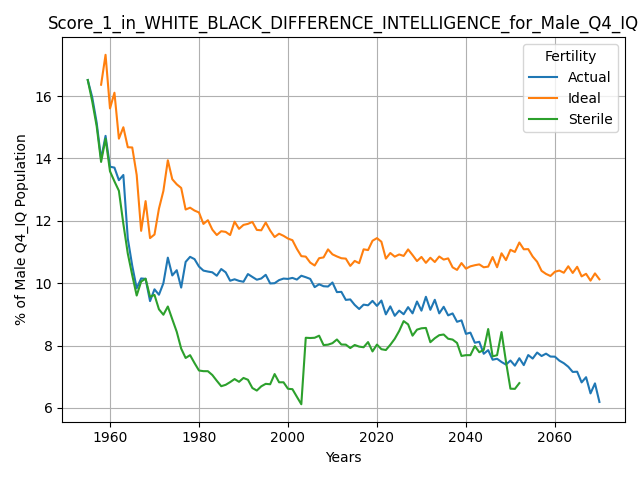 Score_1_in_WHITE_BLACK_DIFFERENCE_INTELLIGENCE_for_Male_Q4_IQ
Fertility
Actual
Ideal
Sterile
% of Male Q4_IQ Population
16
14
12
10
8
6
1960 1980 2000 2020 2040 2060
Years